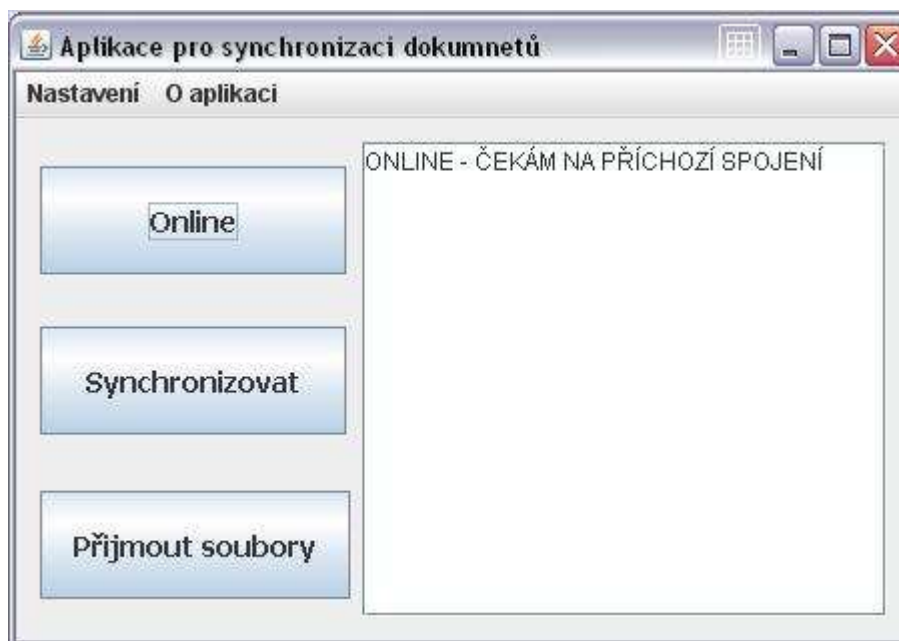 Aplikace pro synchronizaci dokumnetů
Nastavení O aplikaci
Online
ONLINE - ČEKÁM NA PŘÍCHOZÍ SPOJENÍ
Synchronizovat
Přijmout soubory